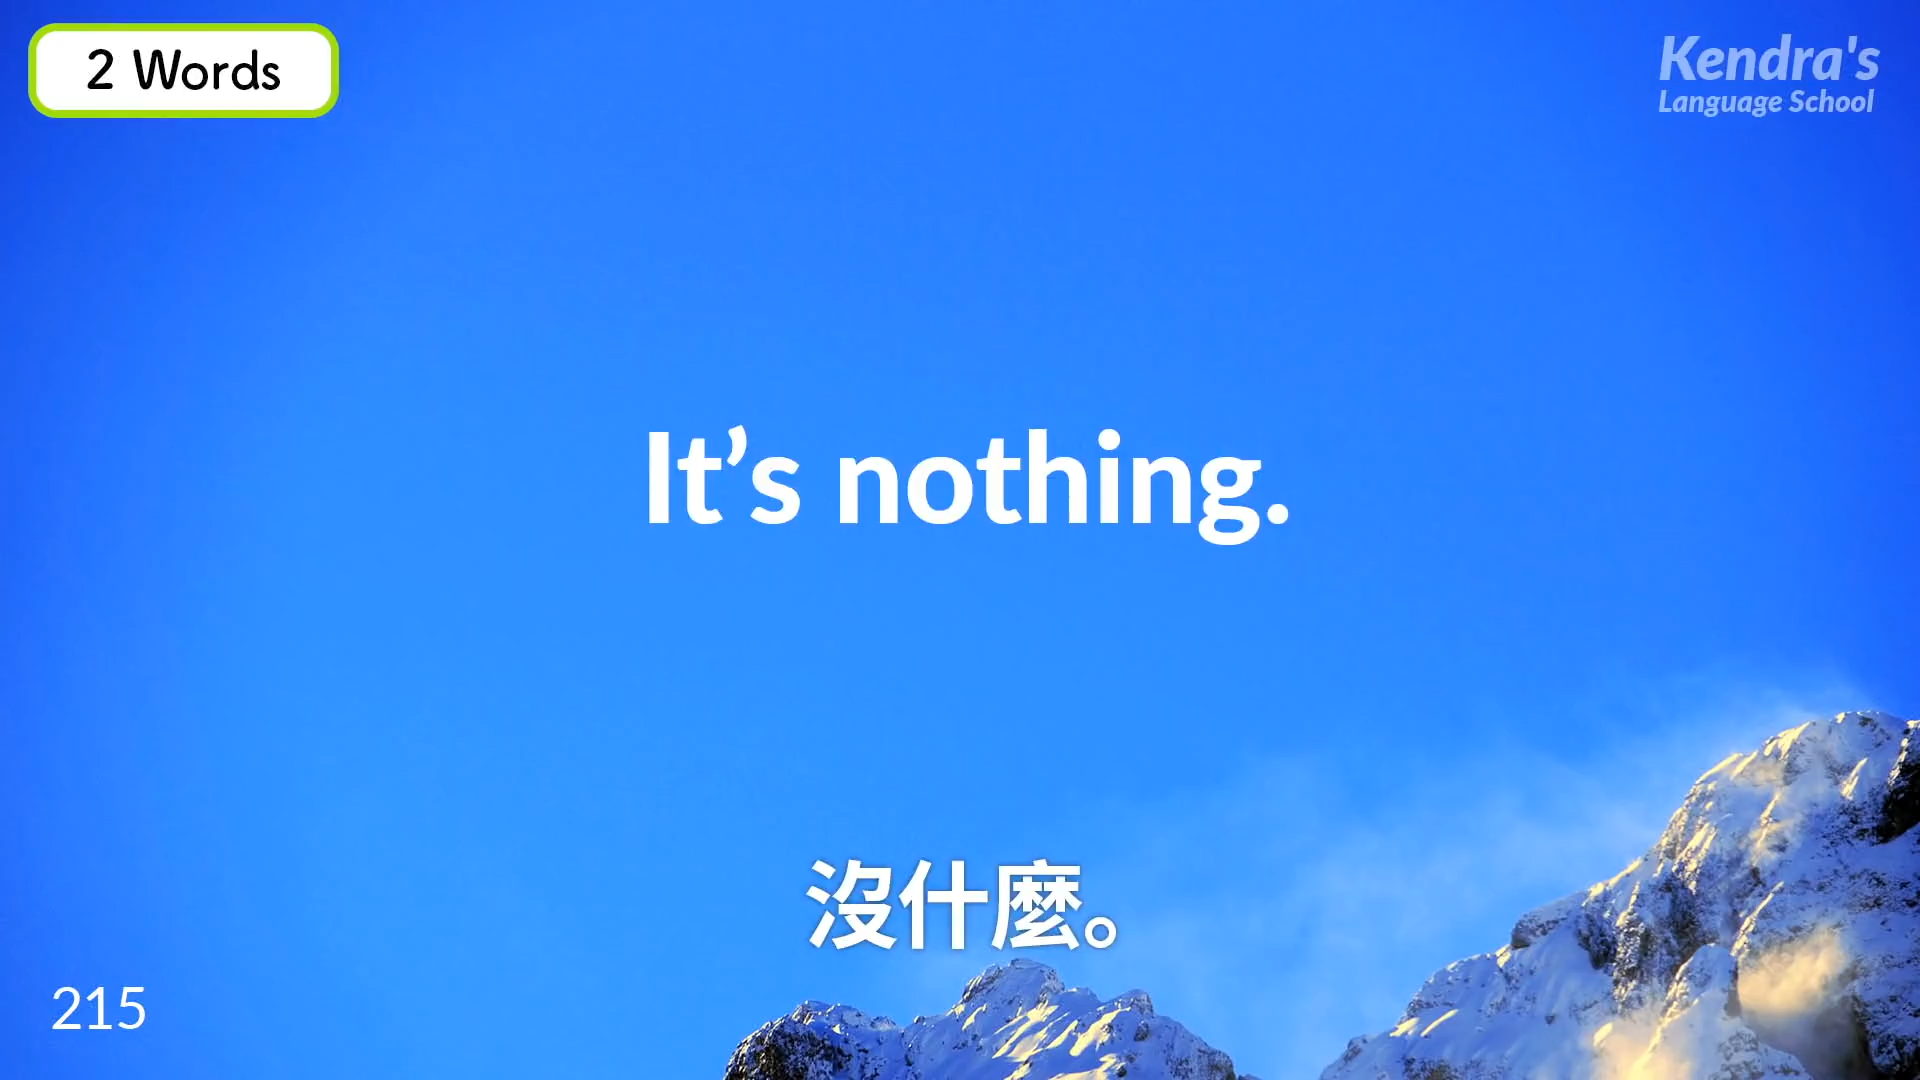 2 Words
Kendra's
Language School
It’s nothing.
沒什麼。
215